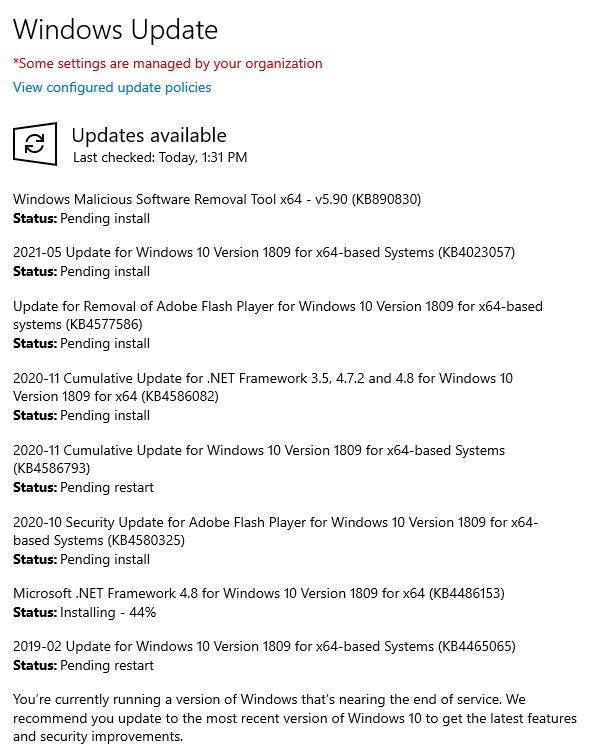 Windows Update
*Some settings are managed by your organization
View configured update policies
Updates available
Last checked: Today, 1:31 PM
Windows Malicious Software Removal Tool x64 - v5.90 (KB890830)
Status: Pending install
2021-05 Update for Windows 10 Version 1809 for x64-based Systems (KB4023057)
Status: Pending install
Update for Removal of Adobe Flash Player for Windows 10 Version 1809 for x64-based
systems (KB4577586)
Status: Pending install
2020-11 Cumulative Update for .NET Framework 3.5, 4.7.2 and 4.8 for Windows 10
Version 1809 for x64 (KB4586082)
Status: Pending install
2020-11 Cumulative Update for Windows 10 Version 1809 for x64-based Systems
(KB4586793)
Status: Pending restart
2020-10 Security Update for Adobe Flash Player for Windows 10 Version 1809 for x64-
based Systems (KB4580325)
Status: Pending install
Microsoft .NET Framework 4.8 for Windows 10 Version 1809 for x64 (KB4486153)
Status: Installing - 44%
2019-02 Update for Windows 10 Version 1809 for x64-based Systems (KB4465065)
Status: Pending restart
You're currently running a version of Windows that's nearing the end of service. We
recommend you update to the most recent version of Windows 10 to get the latest features
and security improvements.